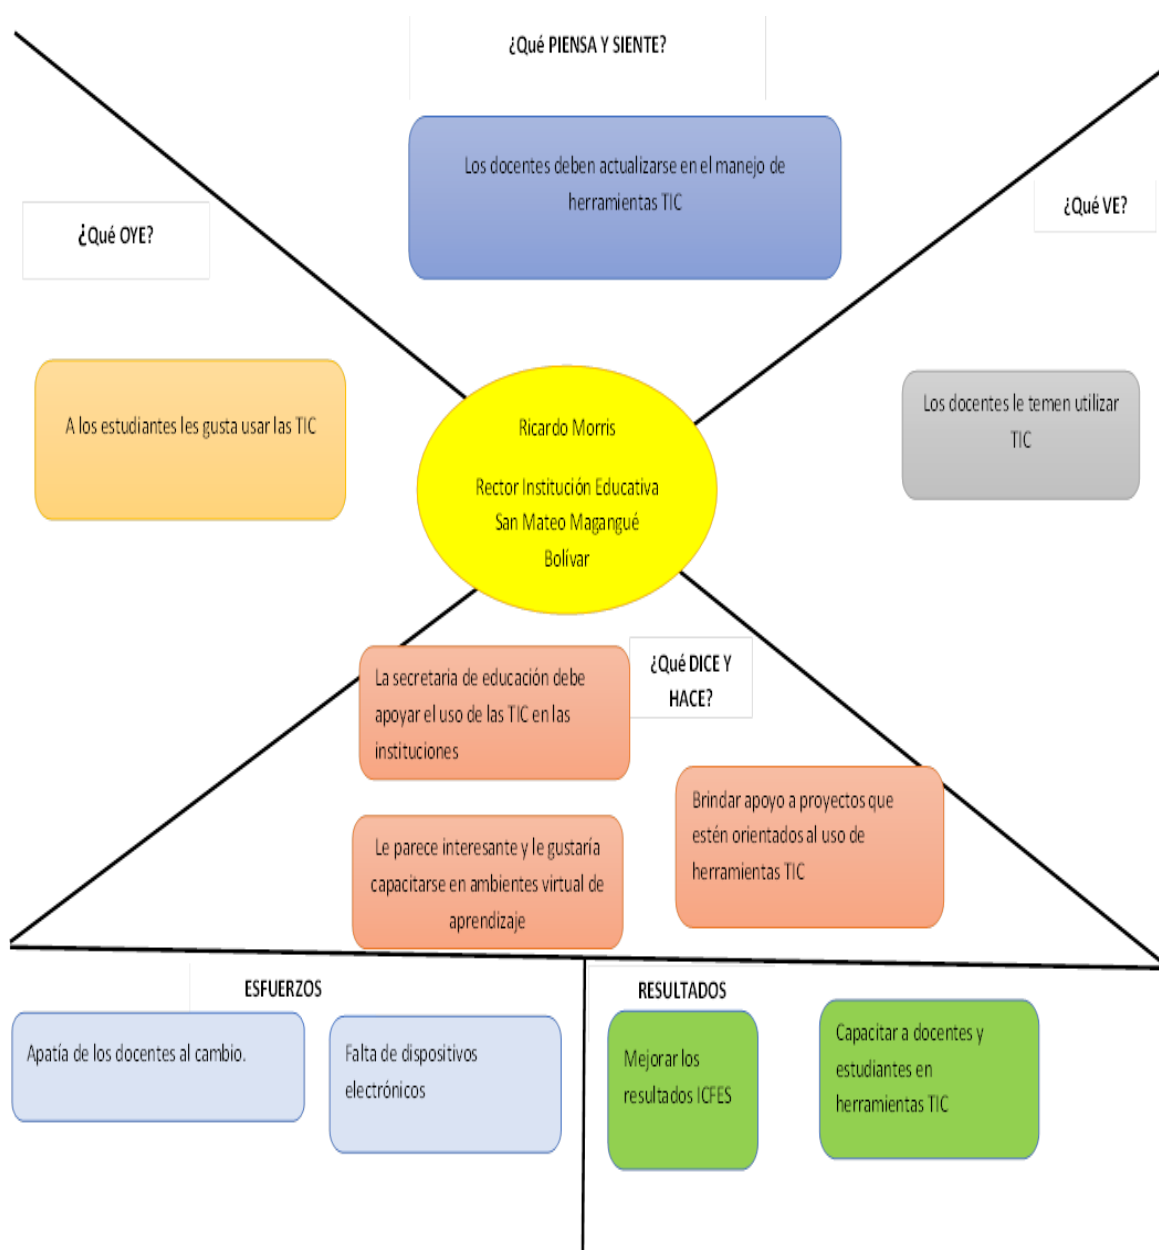 ¿Qué PIENSA Y SIENTE?
Los docentes deben actualizarse en el manejo de
herramientas TIC
¿Qué OYE?
A los estudiantes les gusta usar las TIC
¿Qué VE?
Los docentes le temen utilizar
TIC
Ricardo Morris
Rector Institución Educativa
San Mateo Magangué
Bolívar
¿Qué DICE Y
HACE?
La secretaria de educación debe
apoyar el uso de las TIC en las
instituciones
Le parece interesante y le gustaría
capacitarse en ambientes virtual de
aprendizaje
Brindar apoyo a proyectos que
estén orientados al uso de
herramientas TIC
ESFUERZOS
Apatía de los docentes al cambio.
Falta de dispositivos
electrónicos
RESULTADOS
Mejorar los
resultados ICFES
Capacitar a docentes y
estudiantes en
herramientas TIC